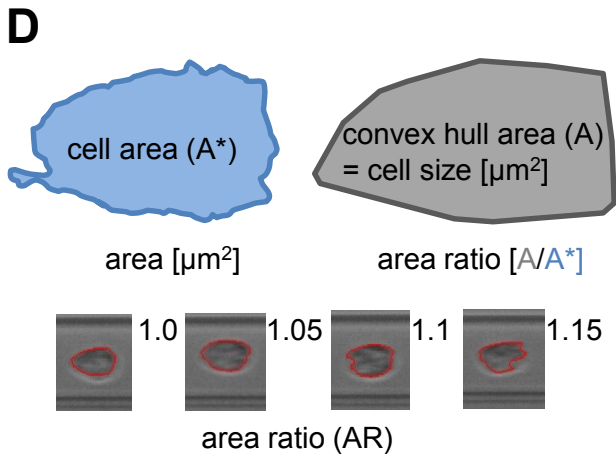 D
cell area (A*)
convex hull area (A)
= cell size [µm²]
area [µm²]
area ratio [A/A*]
1.0
1.05
1.1
1.15
area ratio (AR)